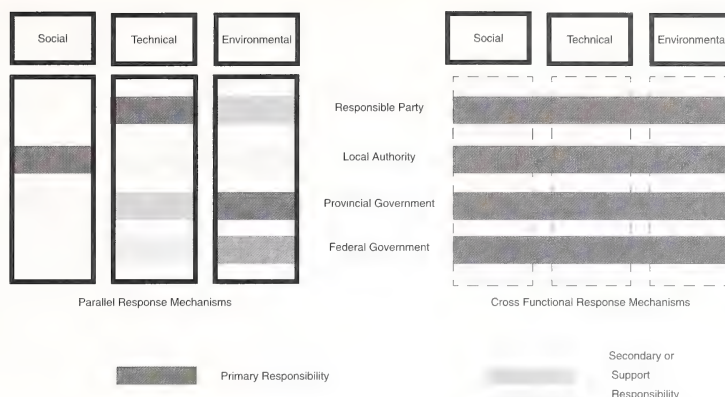 Social
Technical
Environmental
Social
Technical
Environmental
Responsible Party
Local Authority
Provincial Government
Federal Government
Parallel Response Mechanisms
Cross Functional Response Mechanisms
Primary Responsibility
Secondary or
Support
Responsibility